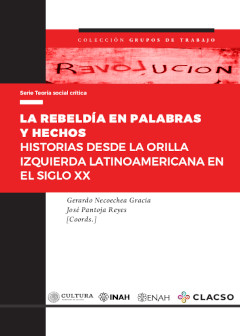 COLECCIÓN GRUPOS DE TRABAJO
REVOLUCION
Serie Teoría social crítica
LA REBELDÍA EN PALABRAS
Y HECHOS
HISTORIAS DESDE LA ORILLA
IZQUIERDA LATINOAMERICANA EN
EL SIGLO XX
Gerardo Necoechea Gracia
José Pantoja Reyes
[Coords.]
CULTURA
INAH
ENAH
CLACSO